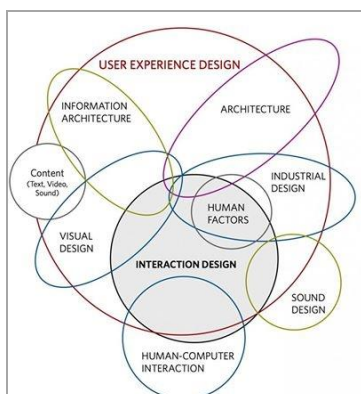 USER EXPERIENCE DESIGN
INFORMATION
ARCHITECTURE
ARCHITECTURE
Content
(Text, Video,
Sound)
INDUSTRIAL
DESIGN
HUMAN
FACTORS
VISUAL
DESIGN
INTERACTION DESIGN
SOUND
DESIGN
HUMAN-COMPUTER
INTERACTION